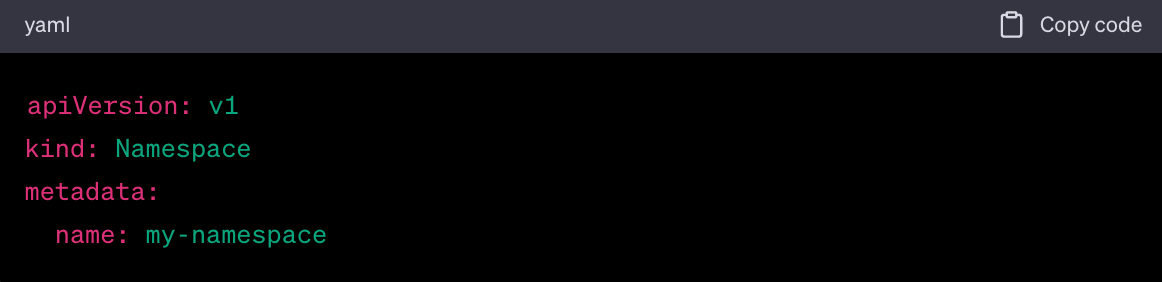 yaml
Copy code
apiVersion: v1
kind: Namespace
metadata:
  name: my-namespace